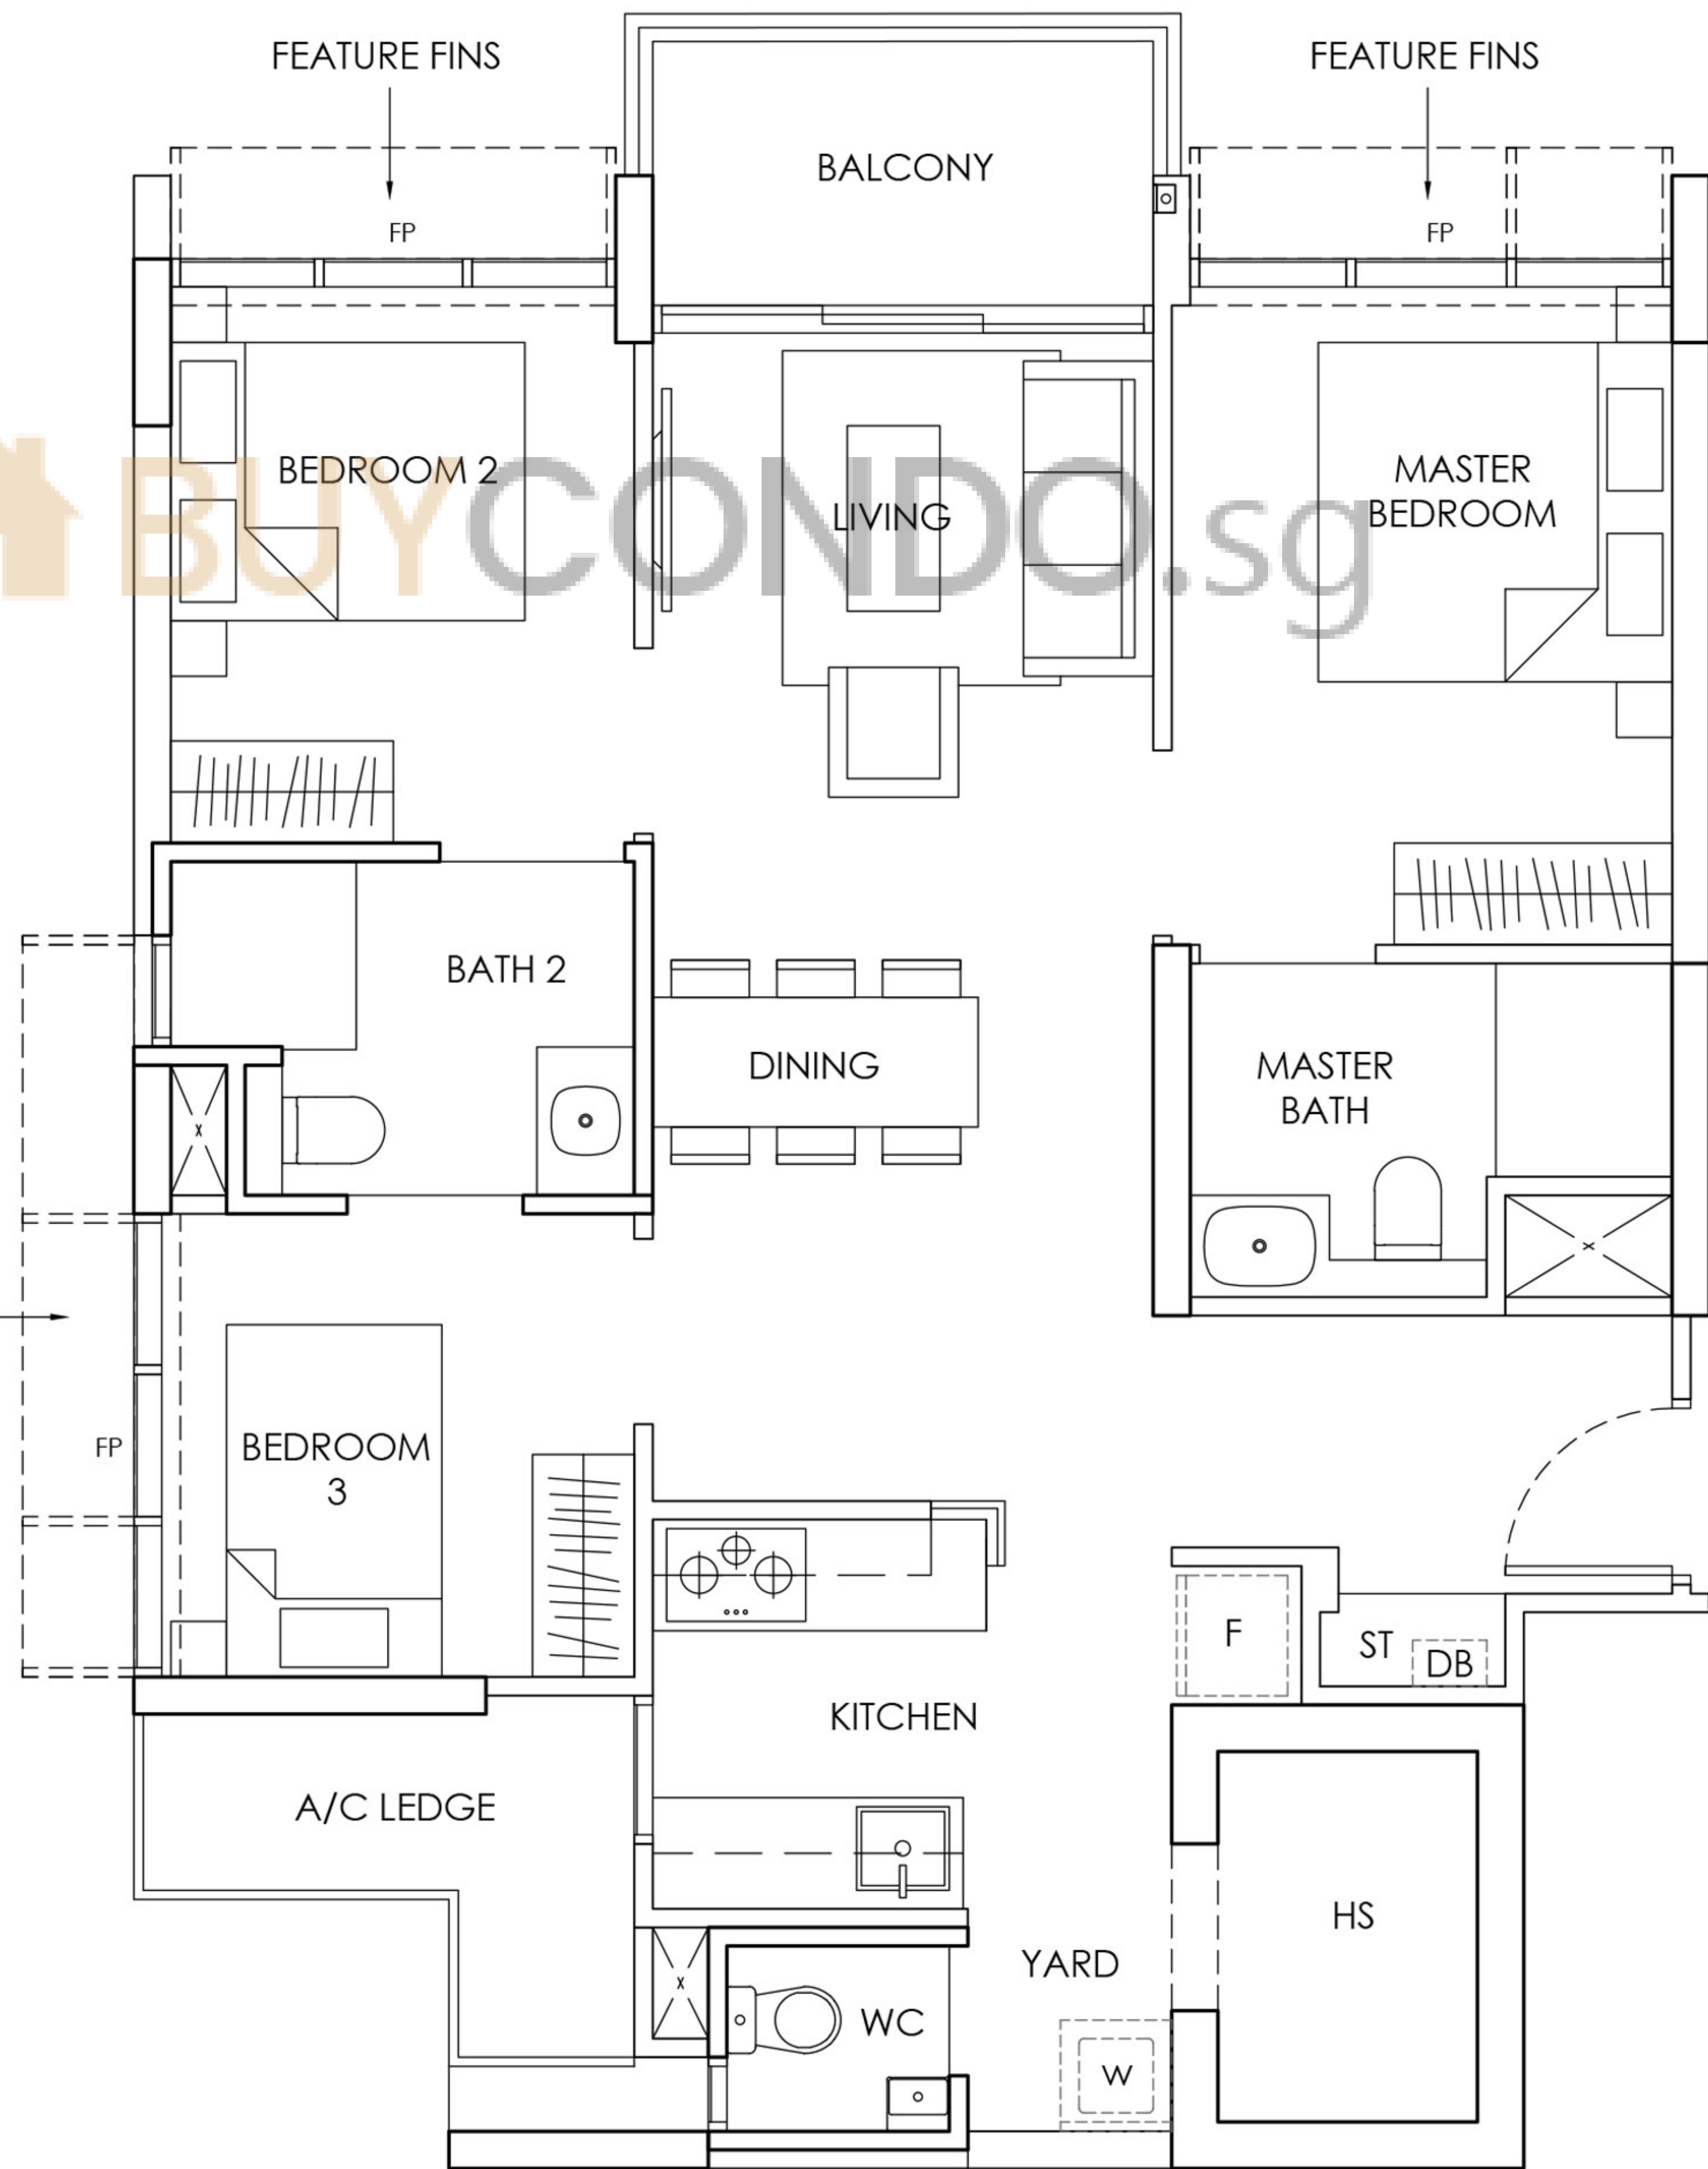 FEATURE FINS
FEATURE FINS
BALCONY
FP
FP
BEDROOM 2
LIVING
MASTER
BEDROOM
BUYCONDO.sg
BATH 2
DINING
MASTER
BATH
x
x
FP
BEDROOM
3
F
ST
DB
KITCHEN
A/C LEDGE
HS
YARD
x
WC
W